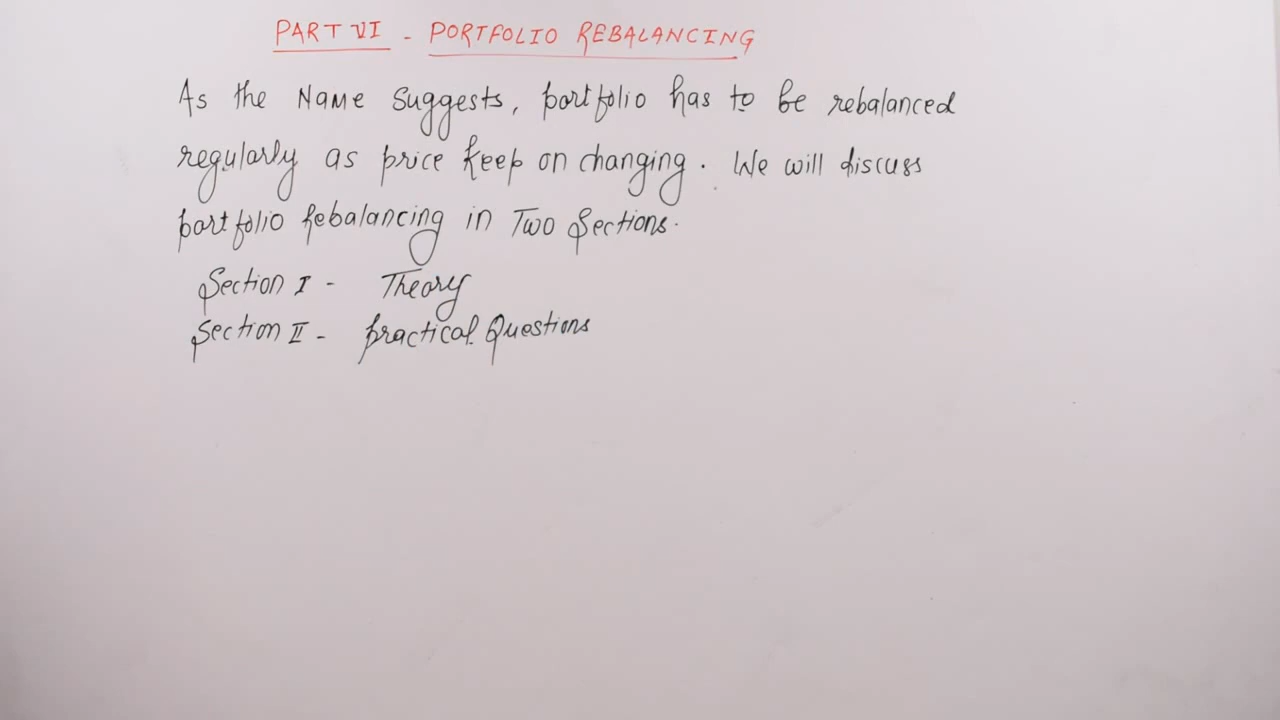 PART VI - PORTFOLIO REBALANCING
As the Name suggests, portfolio has to be rebalanced
regularly as price keep on changing. We will discuss
portfolio Rebalancing in Two Sections.
Section I - Theory
Section II - Practical Questions